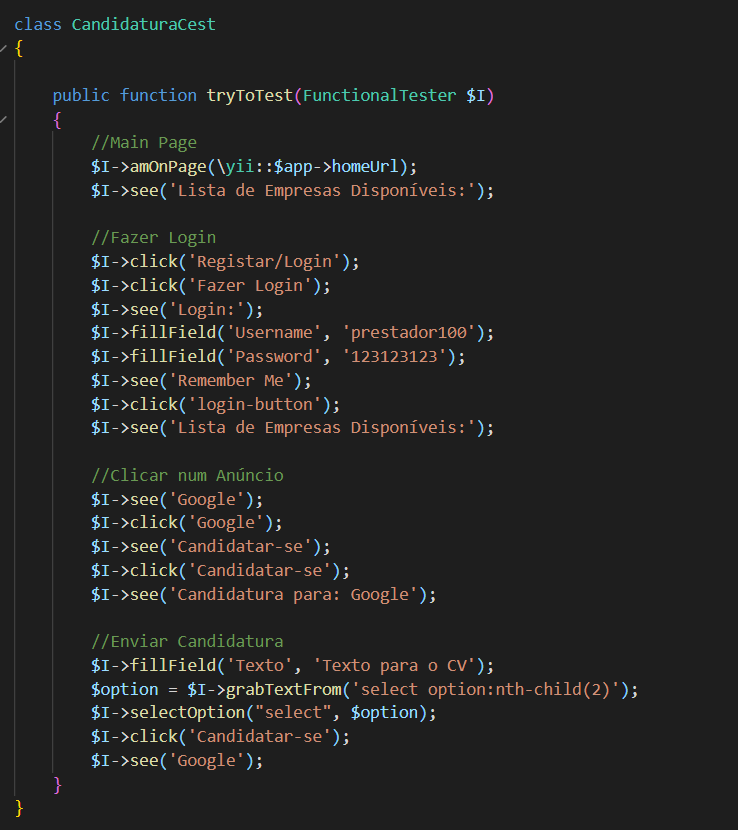 class CandidaturaCest
{
public function tryToTest(FunctionalTester $I)
{
//Main Page
$I->amOnPage(\yii::$app->homeUrl);
$I->see('Lista de Empresas Disponíveis:');
//Fazer Login
$I->click('Registar/Login');
$I->click('Fazer Login');
$I->see('Login:');
$I->fillField('Username', 'prestador100');
$I->fillField('Password', '123123123');
$I->see('Remember Me');
$I->click('login-button');
$I->see('Lista de Empresas Disponíveis:');
//Clicar num Anúncio
$I->see('Google');
$I->click('Google');
$I->see('Candidatar-se');
$I->click('Candidatar-se');
$I->see('Candidatura para: Google');
//Enviar Candidatura
$I->fillField('Texto', 'Texto para o CV');
$option = $I->grabTextFrom('select option:nth-child(2)');
$I->selectOption("select", $option);
$I->click('Candidatar-se');
$I->see('Google');
}
}